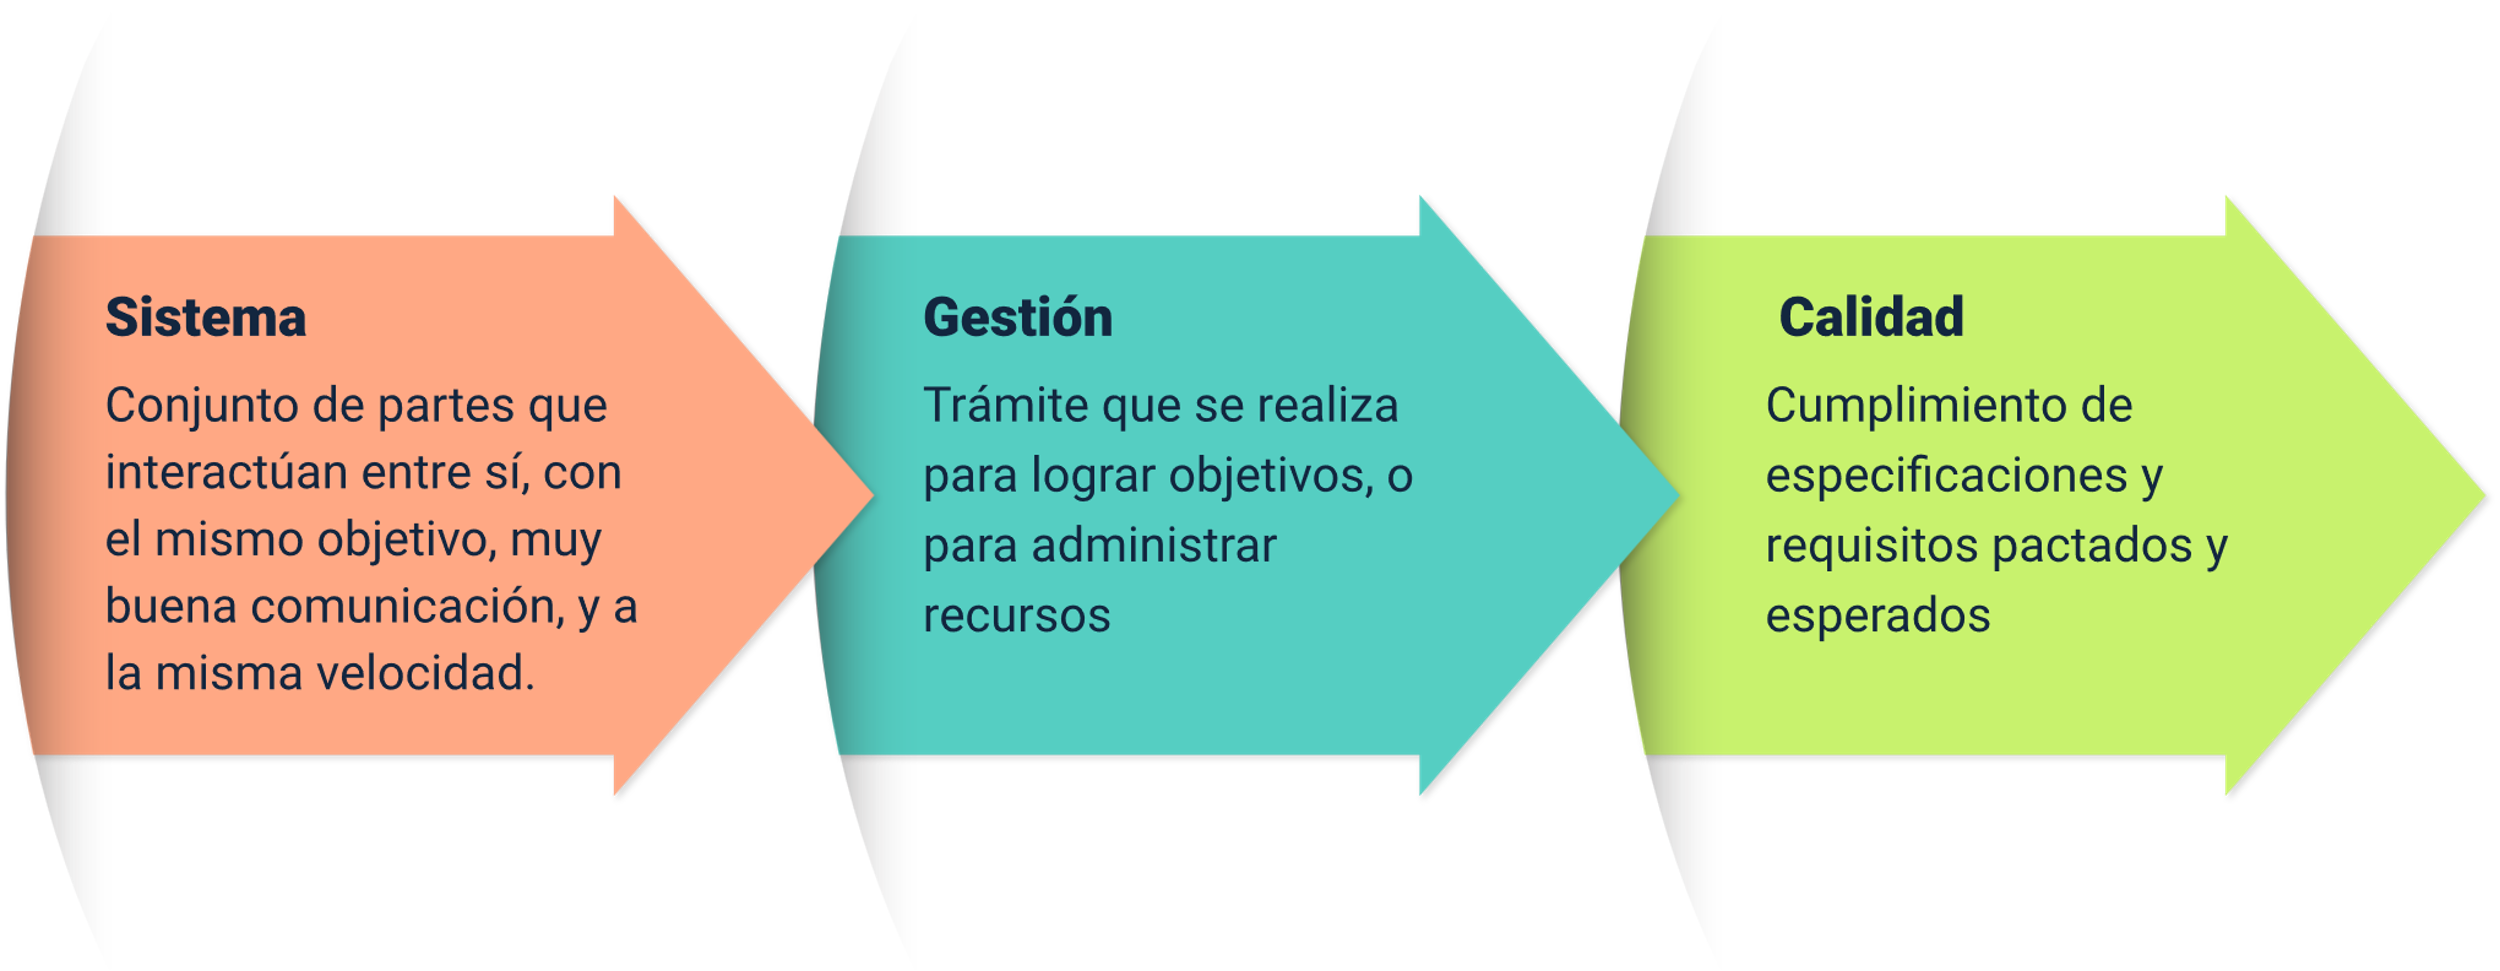 Sistema
Conjunto de partes que
interactúan entre sí, con
el mismo objetivo, muy
buena comunicación, y a
la misma velocidad.
Gestión
Trámite que se realiza
para lograr objetivos, o
para administrar
recursos
Calidad
Cumplimiento de
especificaciones y
requisitos pactados y
esperados